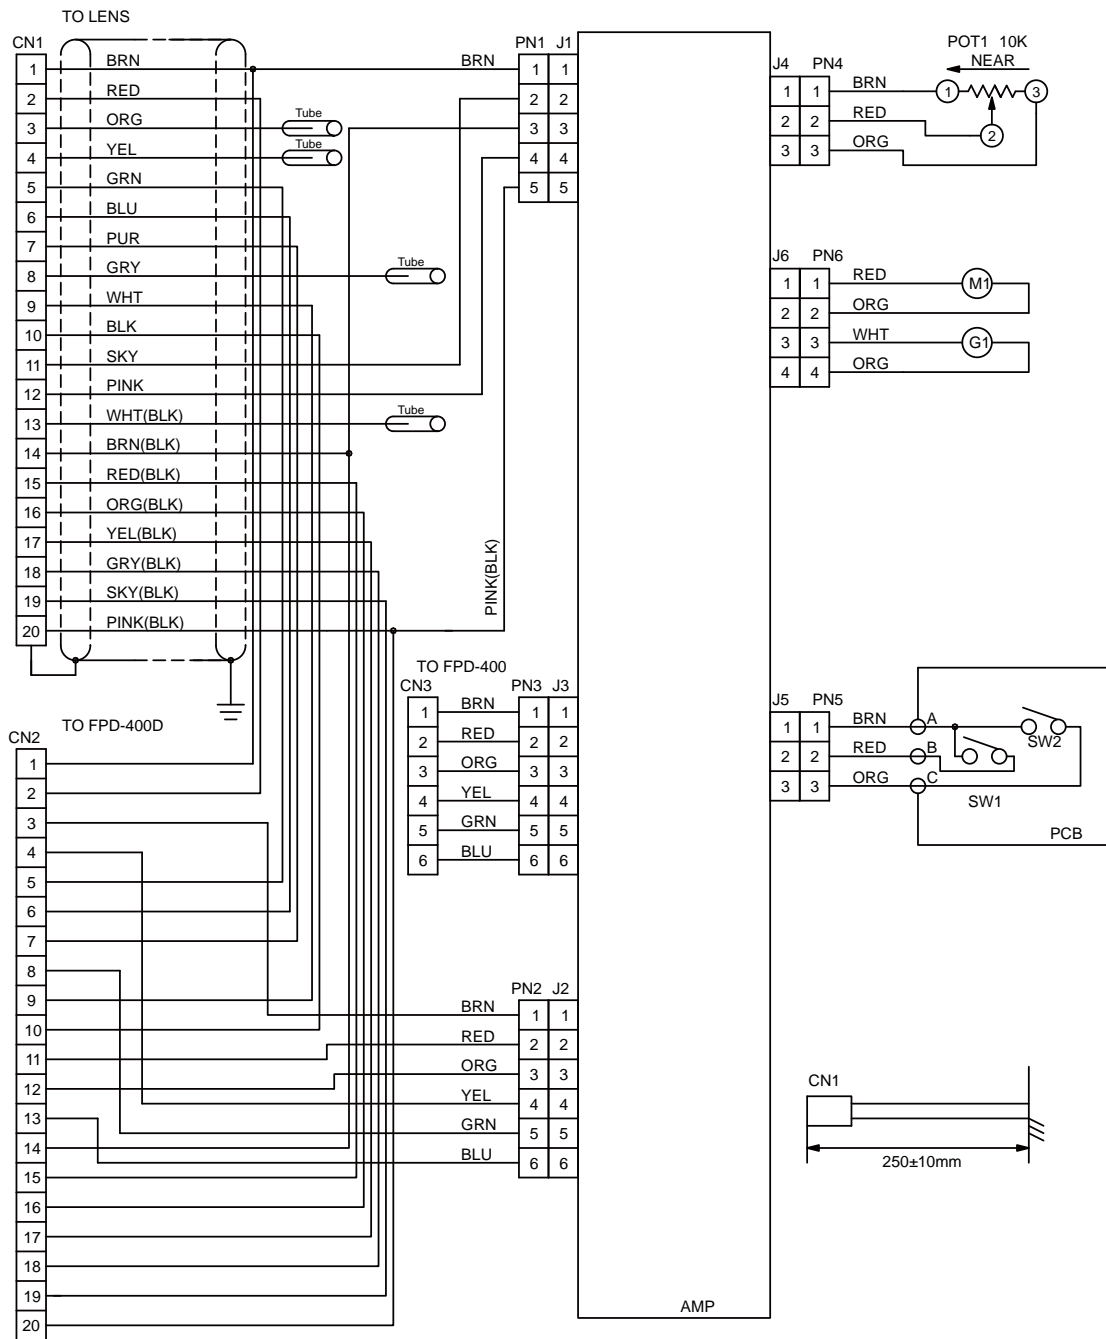 TO LENS
CN1
1 BRN
2 RED
3 ORG Tube
4 YEL Tube
5 GRN
6 BLU
7 PUR
8 GRY Tube
9 WHT
10 BLK
11 SKY
12 PINK
13 WHT(BLK) Tube
14 BRN(BLK)
15 RED(BLK)
16 ORG(BLK)
17 YEL(BLK)
18 GRY(BLK)
19 SKY(BLK)
20 PINK(BLK)
PN1 J1
BRN 1 1
2 2
3 3
4 4
5 5
PINK(BLK)
J4 PN4
1 1 BRN
2 2 RED
3 3 ORG
POT1 10K
NEAR
1 3
2
J6 PN6
1 1 RED M1
2 2 ORG
3 3 WHT G1
4 4 ORG
TO FPD-400
CN3 PN3 J3
1 BRN 1 1
2 RED 2 2
3 ORG 3 3
4 YEL 4 4
5 GRN 5 5
6 BLU 6 6
J5 PN5
1 1 BRN A
2 2 RED B
3 3 ORG C
SW2
SW1
PCB
TO FPD-400D
CN2
1
2
3
4
5
6
7
8
9
10
11
12
13
14
15
16
17
18
19
20
PN2 J2
BRN 1 1
RED 2 2
ORG 3 3
YEL 4 4
GRN 5 5
BLU 6 6
CN1
250±10mm
AMP